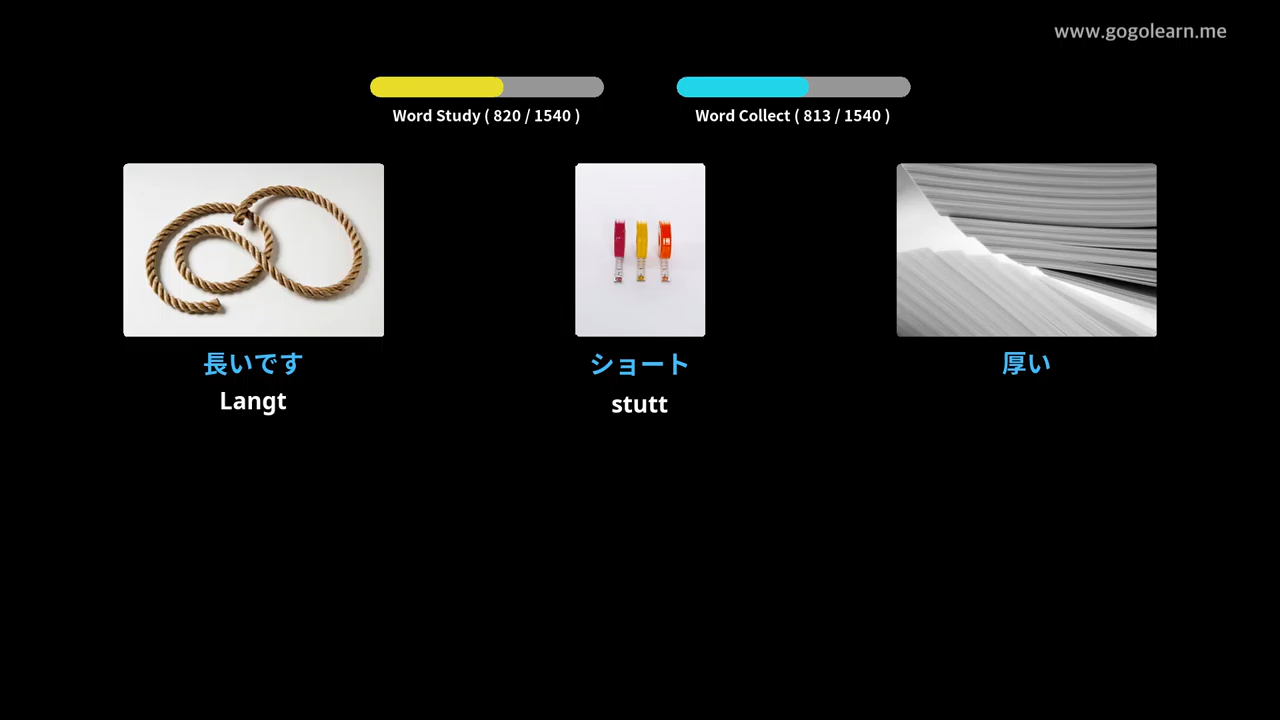 www.gogolearn.me
Word Study ( 820 / 1540 )
Word Collect ( 813 / 1540 )
長いです
Langt
ショート
stutt
厚い